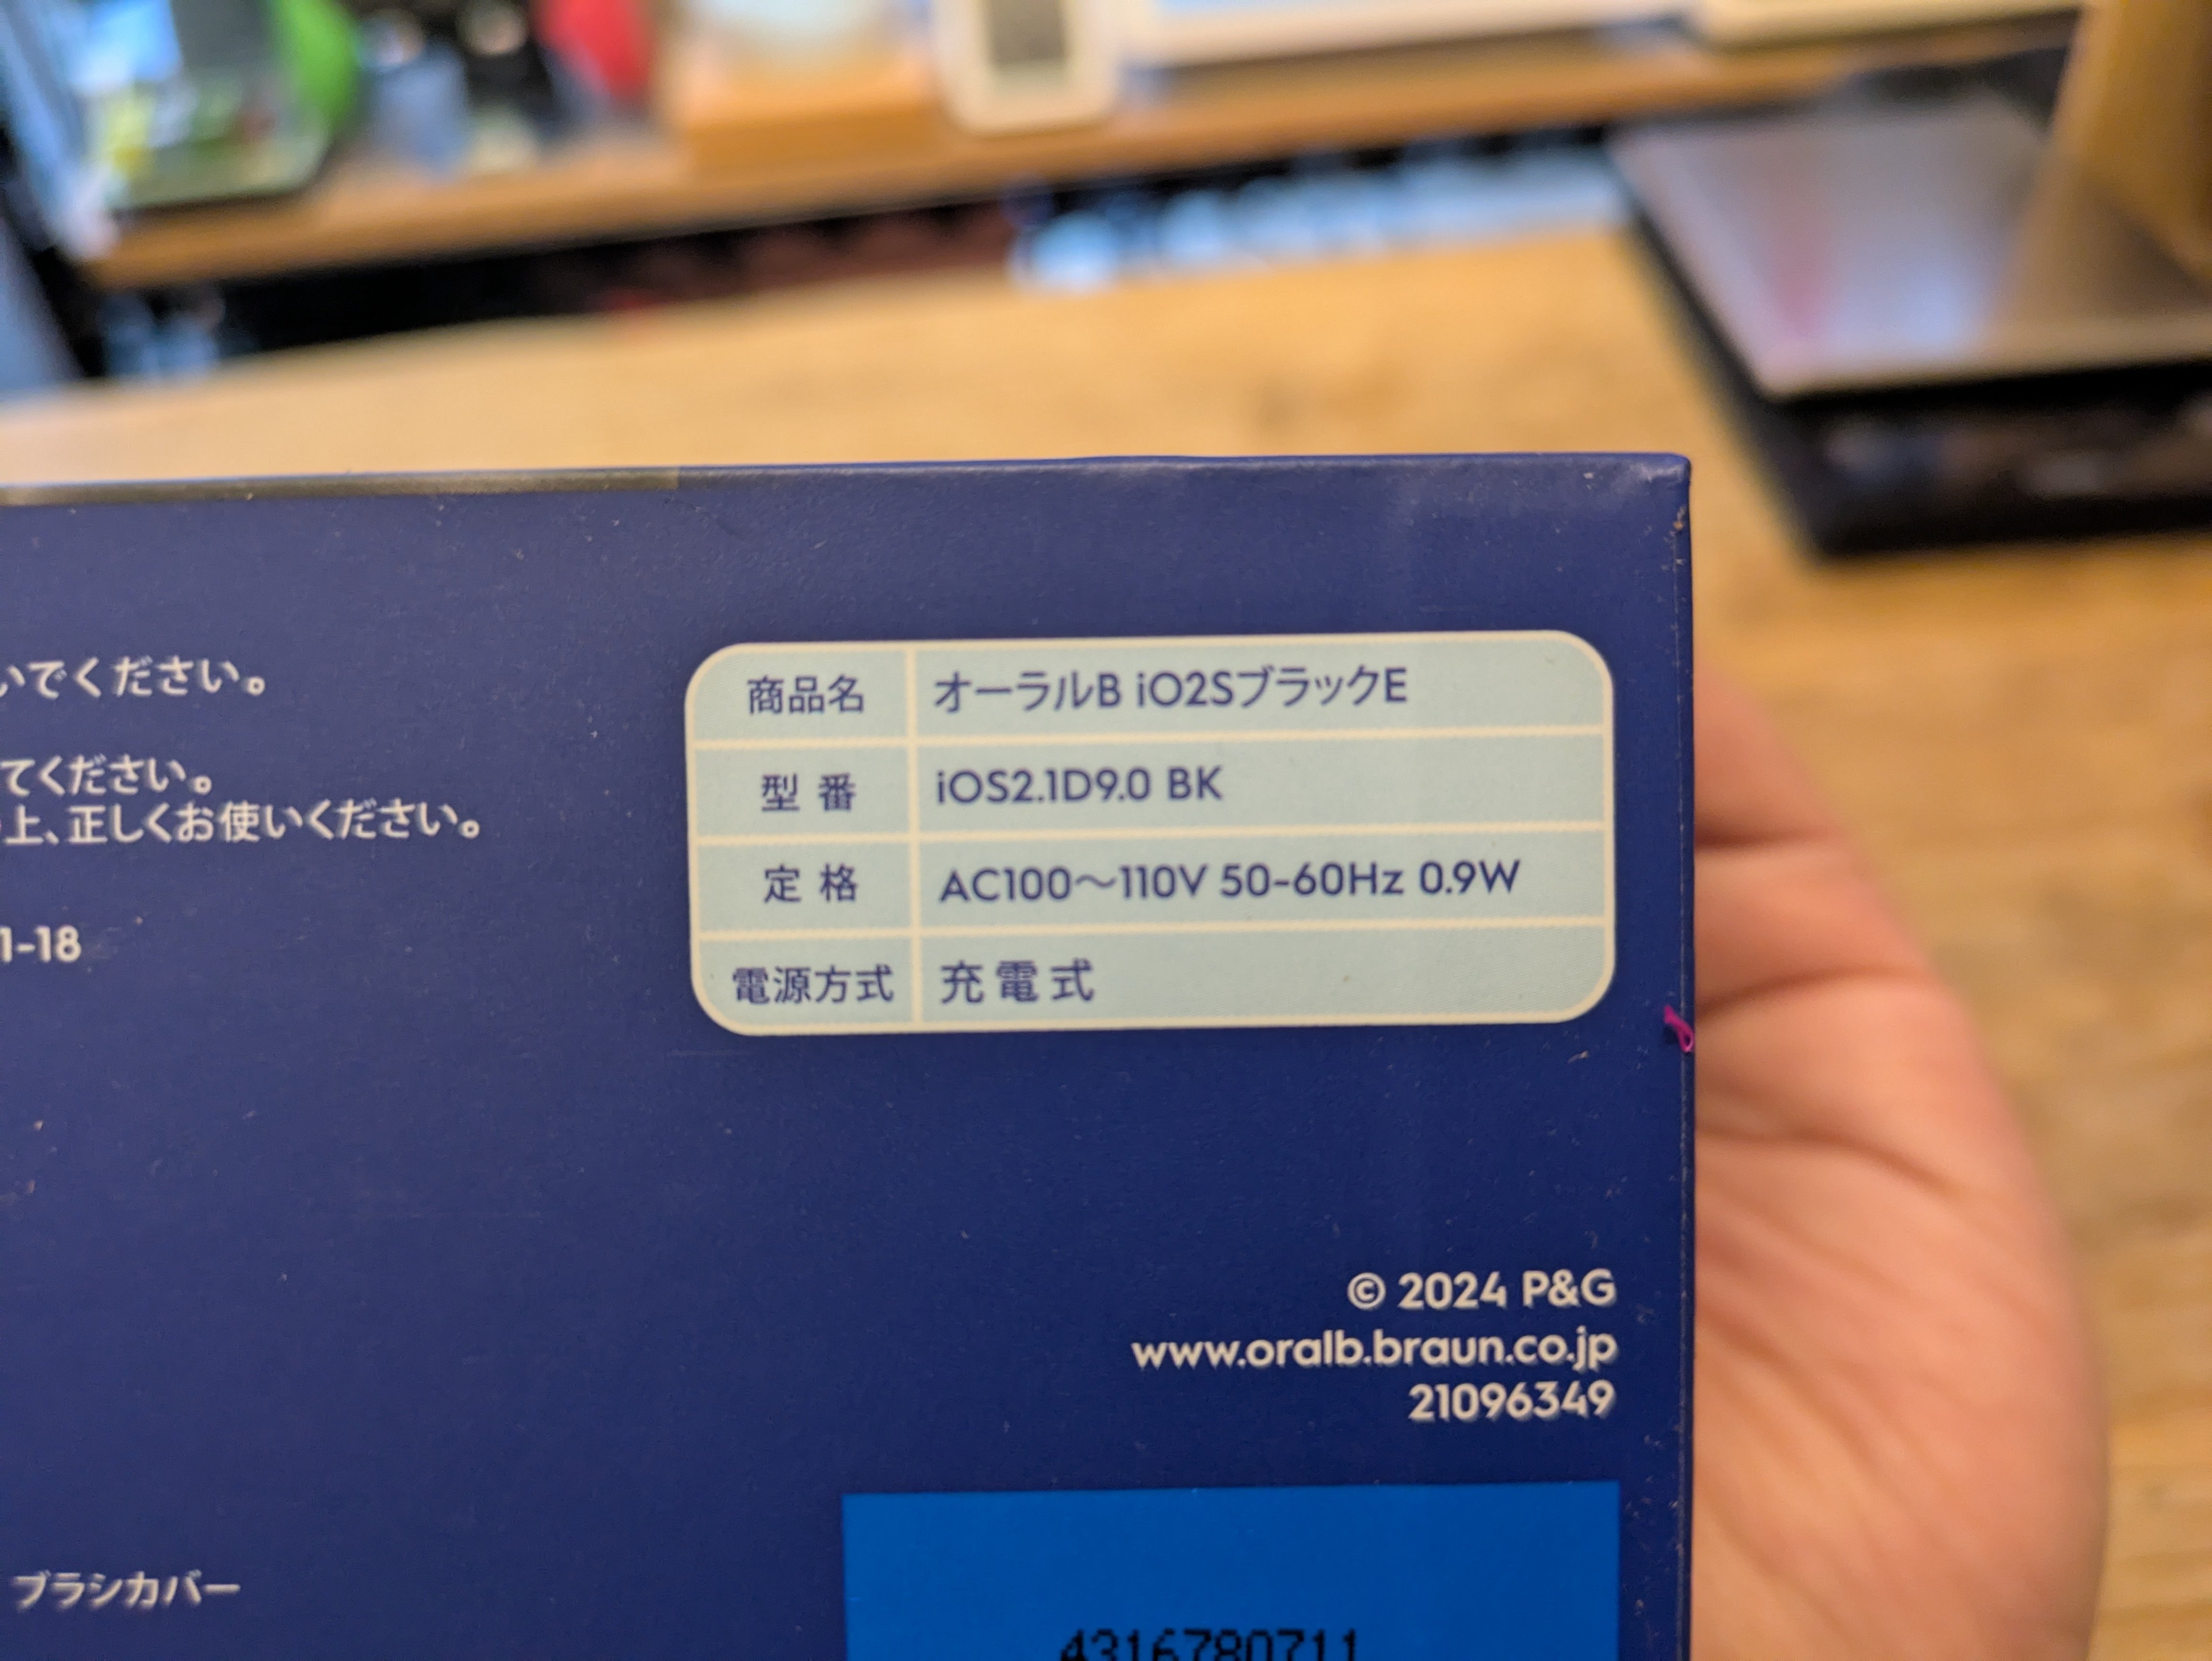 いでください。
てください。
上、正しくお使いください。
1-18
商品名 オーラルB iO2SブラックE
型番 iOS2.1D9.0 BK
定格 AC100～110V 50-60Hz 0.9W
電源方式 充電式
© 2024 P&G
www.oralb.braun.co.jp
21096349
ブラシカバー
4316780711